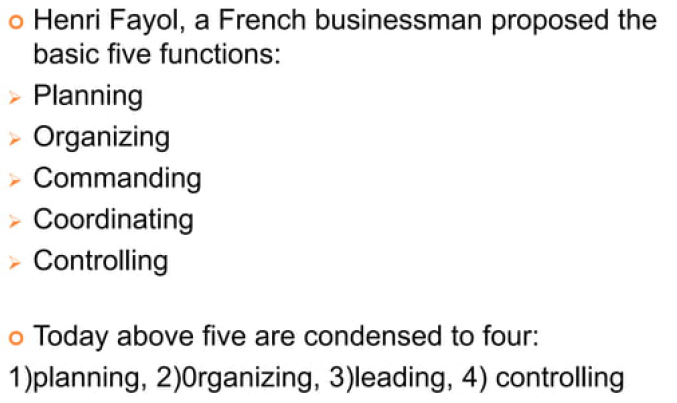 Henri Fayol, a French businessman proposed the
basic five functions:
Planning
Organizing
Commanding
Coordinating
Controlling
Today above five are condensed to four:
1)planning, 2)0rganizing, 3)leading, 4) controlling